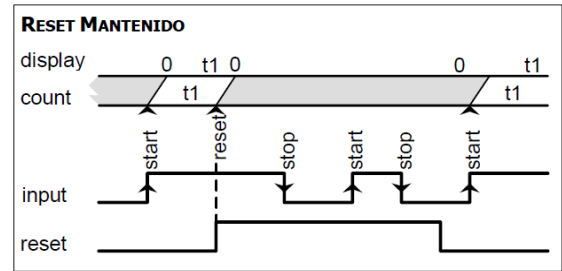 RESET MANTENIDO
display 0 t1 0 0 t1
count t1 t1
start reset stop start stop start
input
reset